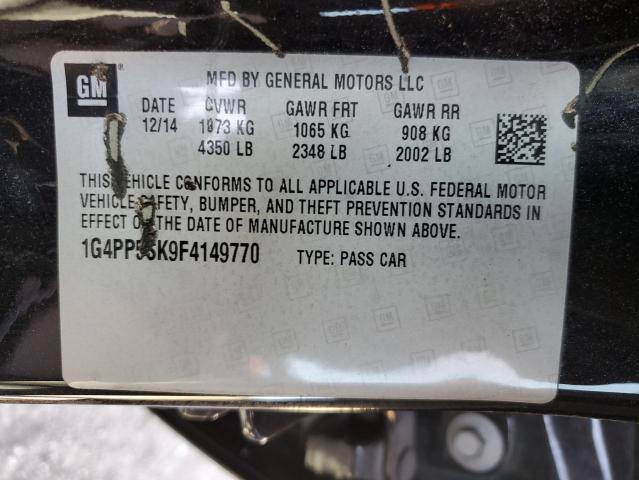 GM
MFD BY GENERAL MOTORS LLC
DATE GVWR GAWR FRT GAWR RR
12/14 1973 KG 1065 KG 908 KG
4350 LB 2348 LB 2002 LB
THIS VEHICLE CONFORMS TO ALL APPLICABLE U.S. FEDERAL MOTOR
VEHICLE SAFETY, BUMPER, AND THEFT PREVENTION STANDARDS IN
EFFECT ON THE DATE OF MANUFACTURE SHOWN ABOVE.
TYPE: PASS CAR